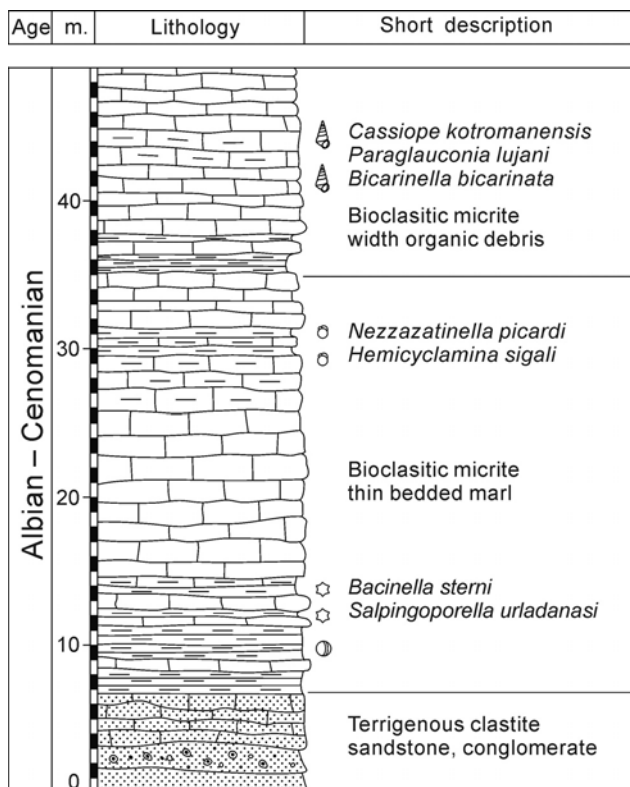 Age m. Lithology Short description
Cassiope kotromanensis
Paraglauconia lujani
Bicarinella bicarinata
40
Bioclasitic micrite
width organic debris
Nezzazatinella picardi
30
Hemicyclamina sigali
Albian – Cenomanian
Bioclasitic micrite
thin bedded marl
20
Bacinella sterni
Salpingoporella urladanasi
10
Terrigenous clastite
sandstone, conglomerate
0